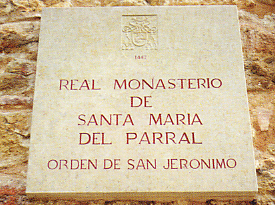 1447
REAL MONASTERIO
DE
SANTA MARIA
DEL PARRAL
ORDEN DE SAN JERONIMO